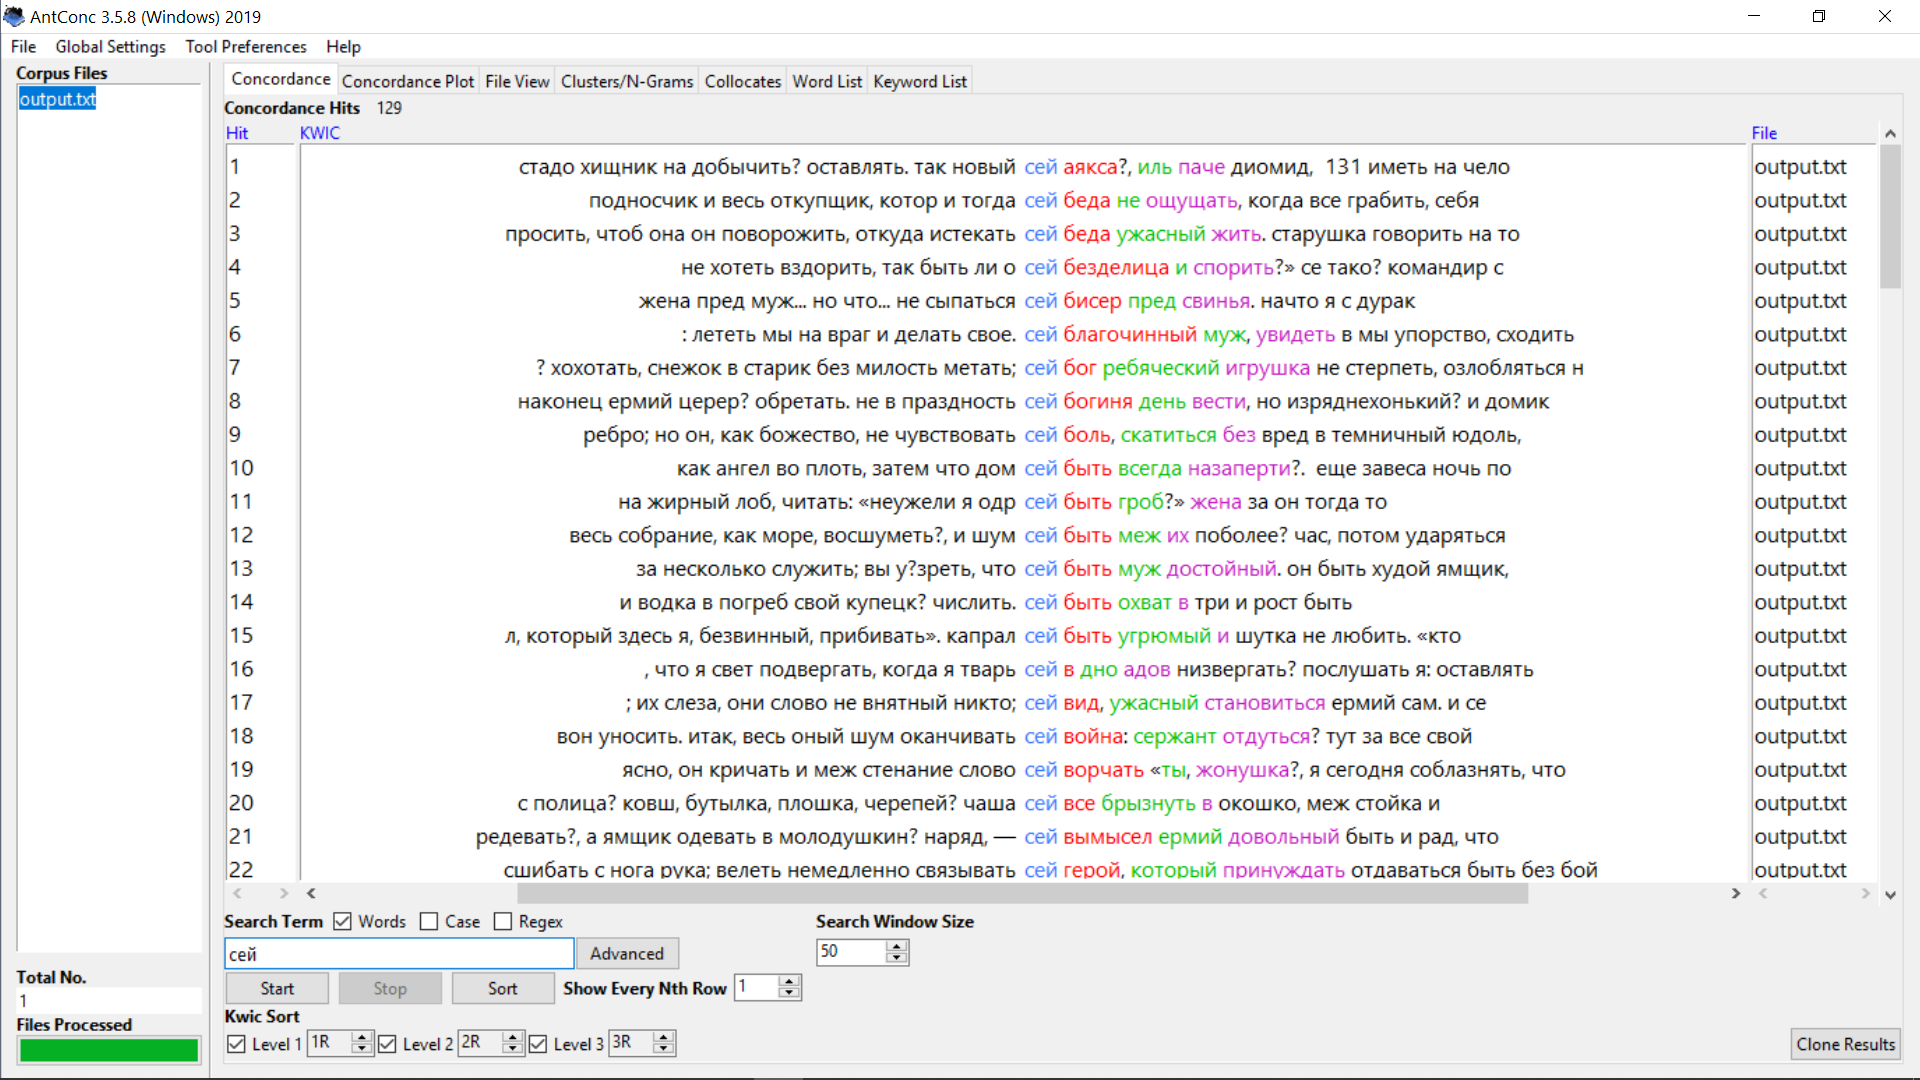 AntConc 3.5.8 (Windows) 2019
File Global Settings Tool Preferences Help
Corpus Files
output.txt
Concordance Concordance Plot File View Clusters/N-Grams Collocates Word List Keyword List
Concordance Hits 129
Hit KWIC File
1 стадо хищник на добычить? оставлять. так новый сей аякса?, иль паче диомид, 131 иметь на чело output.txt
2 подносчик и весь откупщик, котор и тогда сей беда не ощущать, когда все грабить, себя output.txt
3 просить, чтоб она он поворожить, откуда истекать сей беда ужасный жить. старушка говорить на то output.txt
4 не хотеть вздорить, так быть ли о сей безделица и спорить?» се тако? командир с output.txt
5 жена пред муж... но что... не сыпаться сей бисер пред свинья. начто я с дурак output.txt
6 : лететь мы на враг и делать свое. сей благочинный муж, увидеть в мы упорство, сходить output.txt
7 ? хохотать, снежок в старик без милость метать; сей бог ребяческий игрушка не стерпеть, озлобляться н output.txt
8 наконец ермий церер? обретать. не в праздность сей богиня день вести, но изряднехонький? и домик output.txt
9 ребро; но он, как божество, не чувствовать сей боль, скатиться без вред в темничный юдоль, output.txt
10 как ангел во плоть, затем что дом сей быть всегда назаперти?. еще завеса ночь по output.txt
11 на жирный лоб, читать: «неужели я одр сей быть гроб?» жена за он тогда то output.txt
12 весь собрание, как море, восшуметь?, и шум сей быть меж их поболее? час, потом ударяться output.txt
13 за несколько служить; вы у?зреть, что сей быть муж достойный. он быть худой ямщик, output.txt
14 и водка в погреб свой купецк? числить. сей быть охват в три и рост быть output.txt
15 л, который здесь я, безвинный, прибивать». капрал сей быть угрюмый и шутка не любить. «кто output.txt
16 , что я свет подвергать, когда я тварь сей в дно адов низвергать? послушать я: оставлять output.txt
17 ; их слеза, они слово не внятный никто; сей вид, ужасный становиться ермий сам. и се output.txt
18 вон уносить. итак, весь оный шум оканчивать сей война: сержант отдуться? тут за все свой output.txt
19 ясно, он кричать и меж стенание слово сей ворчать «ты, жонушка?, я сегодня соблазнять, что output.txt
20 с полица? ковш, бутылка, плошка, черепей? чаша сей все брызнуть в окошко, меж стойка и output.txt
21 редевать?, а ямщик одевать в молодушкин? наряд, — сей вымысел ермий довольный быть и рад, что output.txt
22 сшибать с нога рука; велеть немедленно связывать сей герой, который принуждать отдаваться быть без бой output.txt
Search Term Words Case Regex Search Window Size
сей Advanced 50
Start Stop Sort Show Every Nth Row 1
Kwic Sort
Level 1 1R Level 2 2R Level 3 3R
Total No.
1
Files Processed
Clone Results